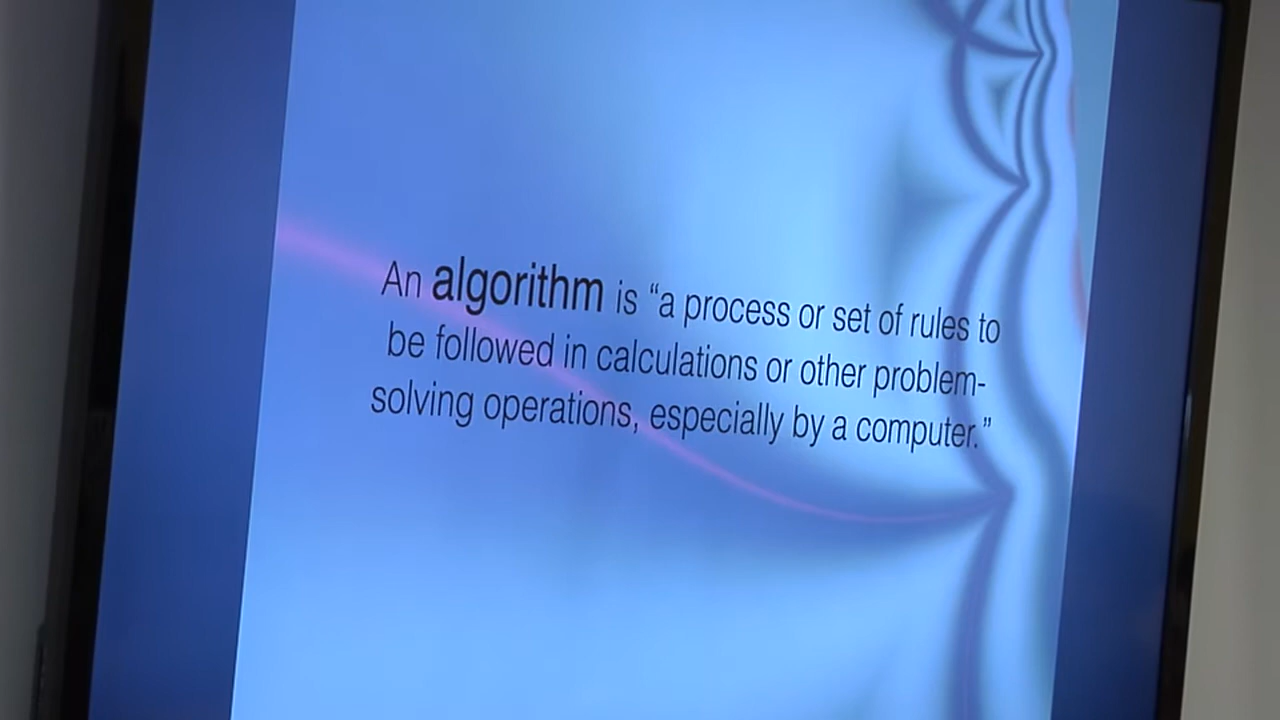 An algorithm is “a process or set of rules to
be followed in calculations or other problem-
solving operations, especially by a computer.”